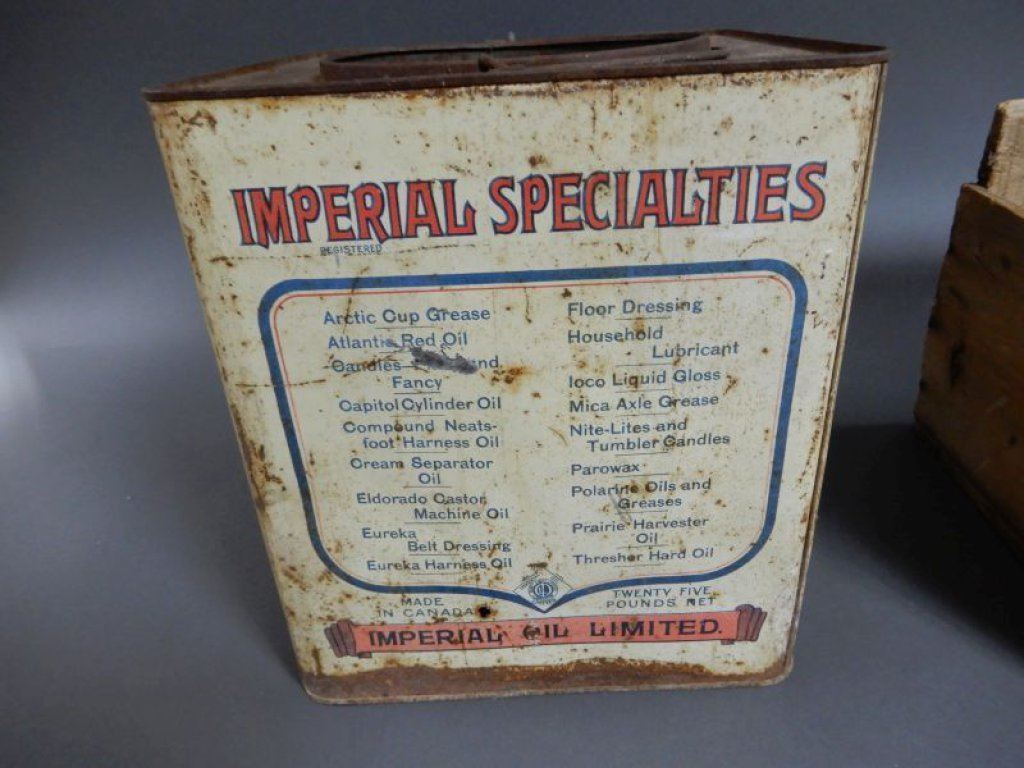 IMPERIAL SPECIALTIES
REGISTERED
Arctic Cup Grease
Atlantic Red Oil
Candles
Fancy
Capitol Cylinder Oil
Compound Neats-
foot Harness Oil
Cream Separator
Oil
Eldorado Castor
Machine Oil
Eureka
Belt Dressing
Eureka Harness Oil
Floor Dressing
Household
Lubricant
Ioco Liquid Gloss
Mica Axle Grease
Nite-Lites and
Tumbler Candles
Parowax
Polarine Oils and
Greases
Prairie Harvester
Oil
Thresher Hard Oil
MADE
IN CANADA
TWENTY FIVE
POUNDS NET
IMPERIAL OIL LIMITED.